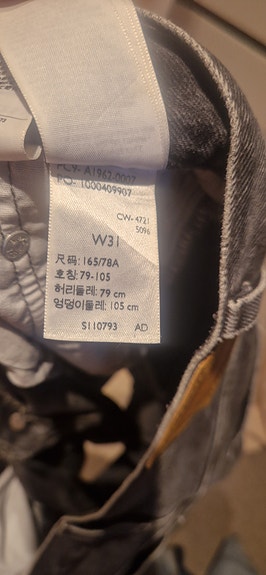 PC9- A1962-0007
PO- 1000409907
CW- 4721
5096
W31
尺码: 165/78A
호칭: 79-105
허리둘레: 79 cm
엉덩이둘레: 105 cm
S110793 AD